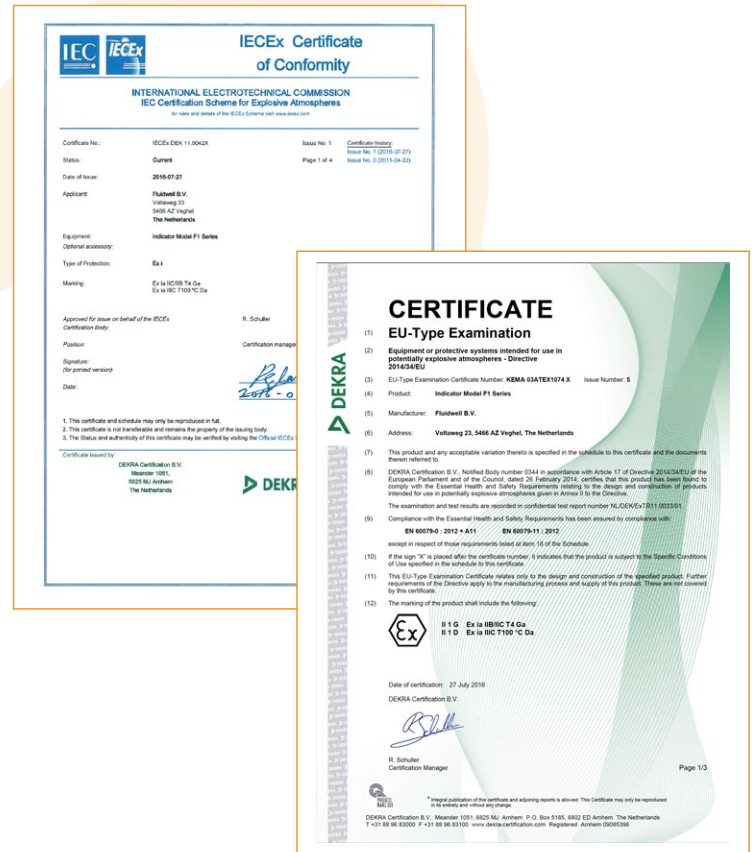 IEC IECEx
IECEx Certificate
of Conformity
INTERNATIONAL ELECTROTECHNICAL COMMISSION
IEC Certification Scheme for Explosive Atmospheres
for rules and details of the IECEx Scheme visit www.iecex.com
Certificate No.: IECEx DEK 11.0042X Issue No: 1 Certificate history:
Issue No. 1 (2016-07-27)
Status: Current Page 1 of 4 Issue No. 0 (2011-04-22)
Date of Issue: 2016-07-27
Applicant: Fluidwell B.V.
Voltaweg 23
5466 AZ Veghel
The Netherlands
Equipment: Indicator Model F1 Series
Optional accessory:
Type of Protection: Ex i
Marking: Ex ia IIC/IIB T4 Ga
Ex ia IIIC T100 °C Da
Approved for issue on behalf of the IECEx R. Schuller
Certification Body:
Position: Certification manager
Signature:
(for printed version)
Date: 2016-0
1. This certificate and schedule may only be reproduced in full.
2. This certificate is not transferable and remains the property of the issuing body.
3. The Status and authenticity of this certificate may be verified by visiting the Official IECEx
Certificate issued by:
DEKRA Certification B.V.
Meander 1051,
6825 MJ Arnhem
The Netherlands
DEKR
DEKRA
CERTIFICATE
(1) EU-Type Examination
(2) Equipment or protective systems intended for use in
potentially explosive atmospheres - Directive
2014/34/EU
(3) EU-Type Examination Certificate Number: KEMA 03ATEX1074 X Issue Number: 5
(4) Product: Indicator Model F1 Series
(5) Manufacturer: Fluidwell B.V.
(6) Address: Voltaweg 23, 5466 AZ Veghel, The Netherlands
(7) This product and any acceptable variation thereto is specified in the schedule to this certificate and the documents
therein referred to.
(8) DEKRA Certification B.V., Notified Body number 0344 in accordance with Article 17 of Directive 2014/34/EU of the
European Parliament and of the Council, dated 26 February 2014, certifies that this product has been found to
comply with the Essential Health and Safety Requirements relating to the design and construction of products
intended for use in potentially explosive atmospheres given in Annex II to the Directive.
The examination and test results are recorded in confidential test report number NL/DEK/ExTR11.0033/01.
(9) Compliance with the Essential Health and Safety Requirements has been assured by compliance with:
EN 60079-0 : 2012 + A11 EN 60079-11 : 2012
except in respect of those requirements listed at item 18 of the Schedule.
(10) If the sign "X" is placed after the certificate number, it indicates that the product is subject to the Specific Conditions
of Use specified in the schedule to this certificate.
(11) This EU-Type Examination Certificate relates only to the design and construction of the specified product. Further
requirements of the Directive apply to the manufacturing process and supply of this product. These are not covered
by this certificate.
(12) The marking of the product shall include the following:
Ex II 1 G Ex ia IIB/IIC T4 Ga
II 1 D Ex ia IIIC T100 °C Da
Date of certification: 27 July 2016
DEKRA Certification B.V.
R. Schuller
Certification Manager Page 1/3
Integral publication of this certificate and adjoining reports is allowed. This Certificate may only be reproduced
in its entirety and without any change.
DEKRA Certification B.V. Meander 1051, 6825 MJ Arnhem P.O. Box 5185, 6802 ED Arnhem The Netherlands
T +31 88 96 83000 F +31 88 96 83100 www.dekra-certification.com Registered Arnhem 09085396